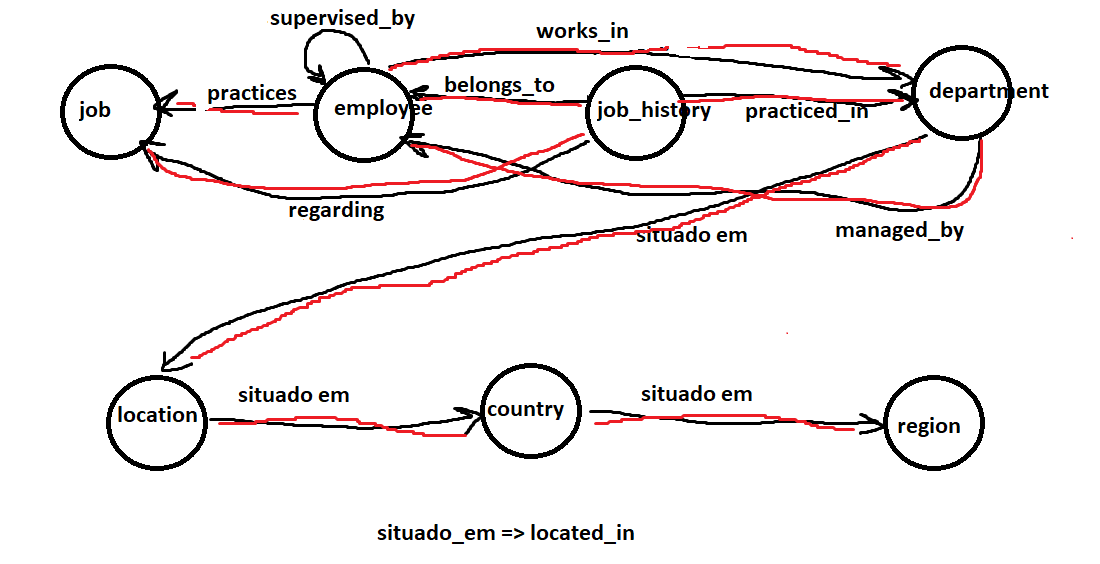 supervised_by
works_in
practices
belongs_to
job
employee
job_history
practiced_in
department
regarding
managed_by
situado em
location
situado em
country
situado em
region
situado_em => located_in